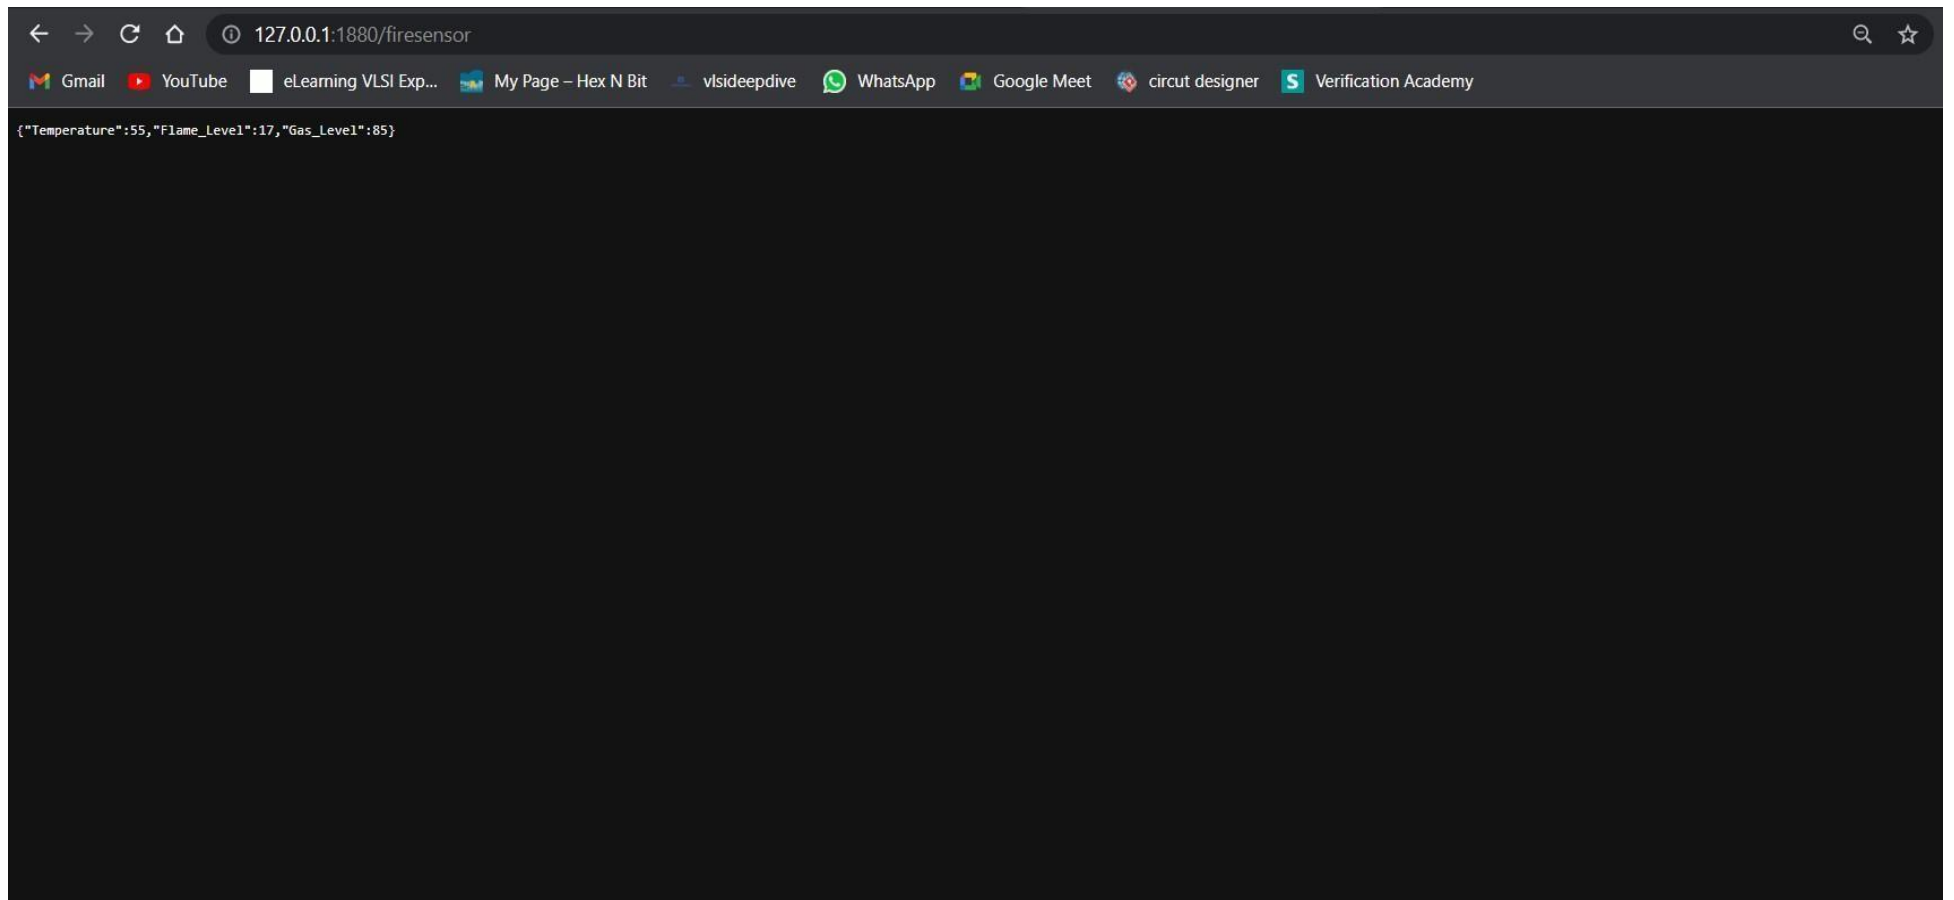 127.0.0.1:1880/firesensor
Gmail YouTube eLearning VLSI Exp... My Page – Hex N Bit vlsideepdive WhatsApp Google Meet circut designer S Verification Academy
{"Temperature":55,"Flame_Level":17,"Gas_Level":85}